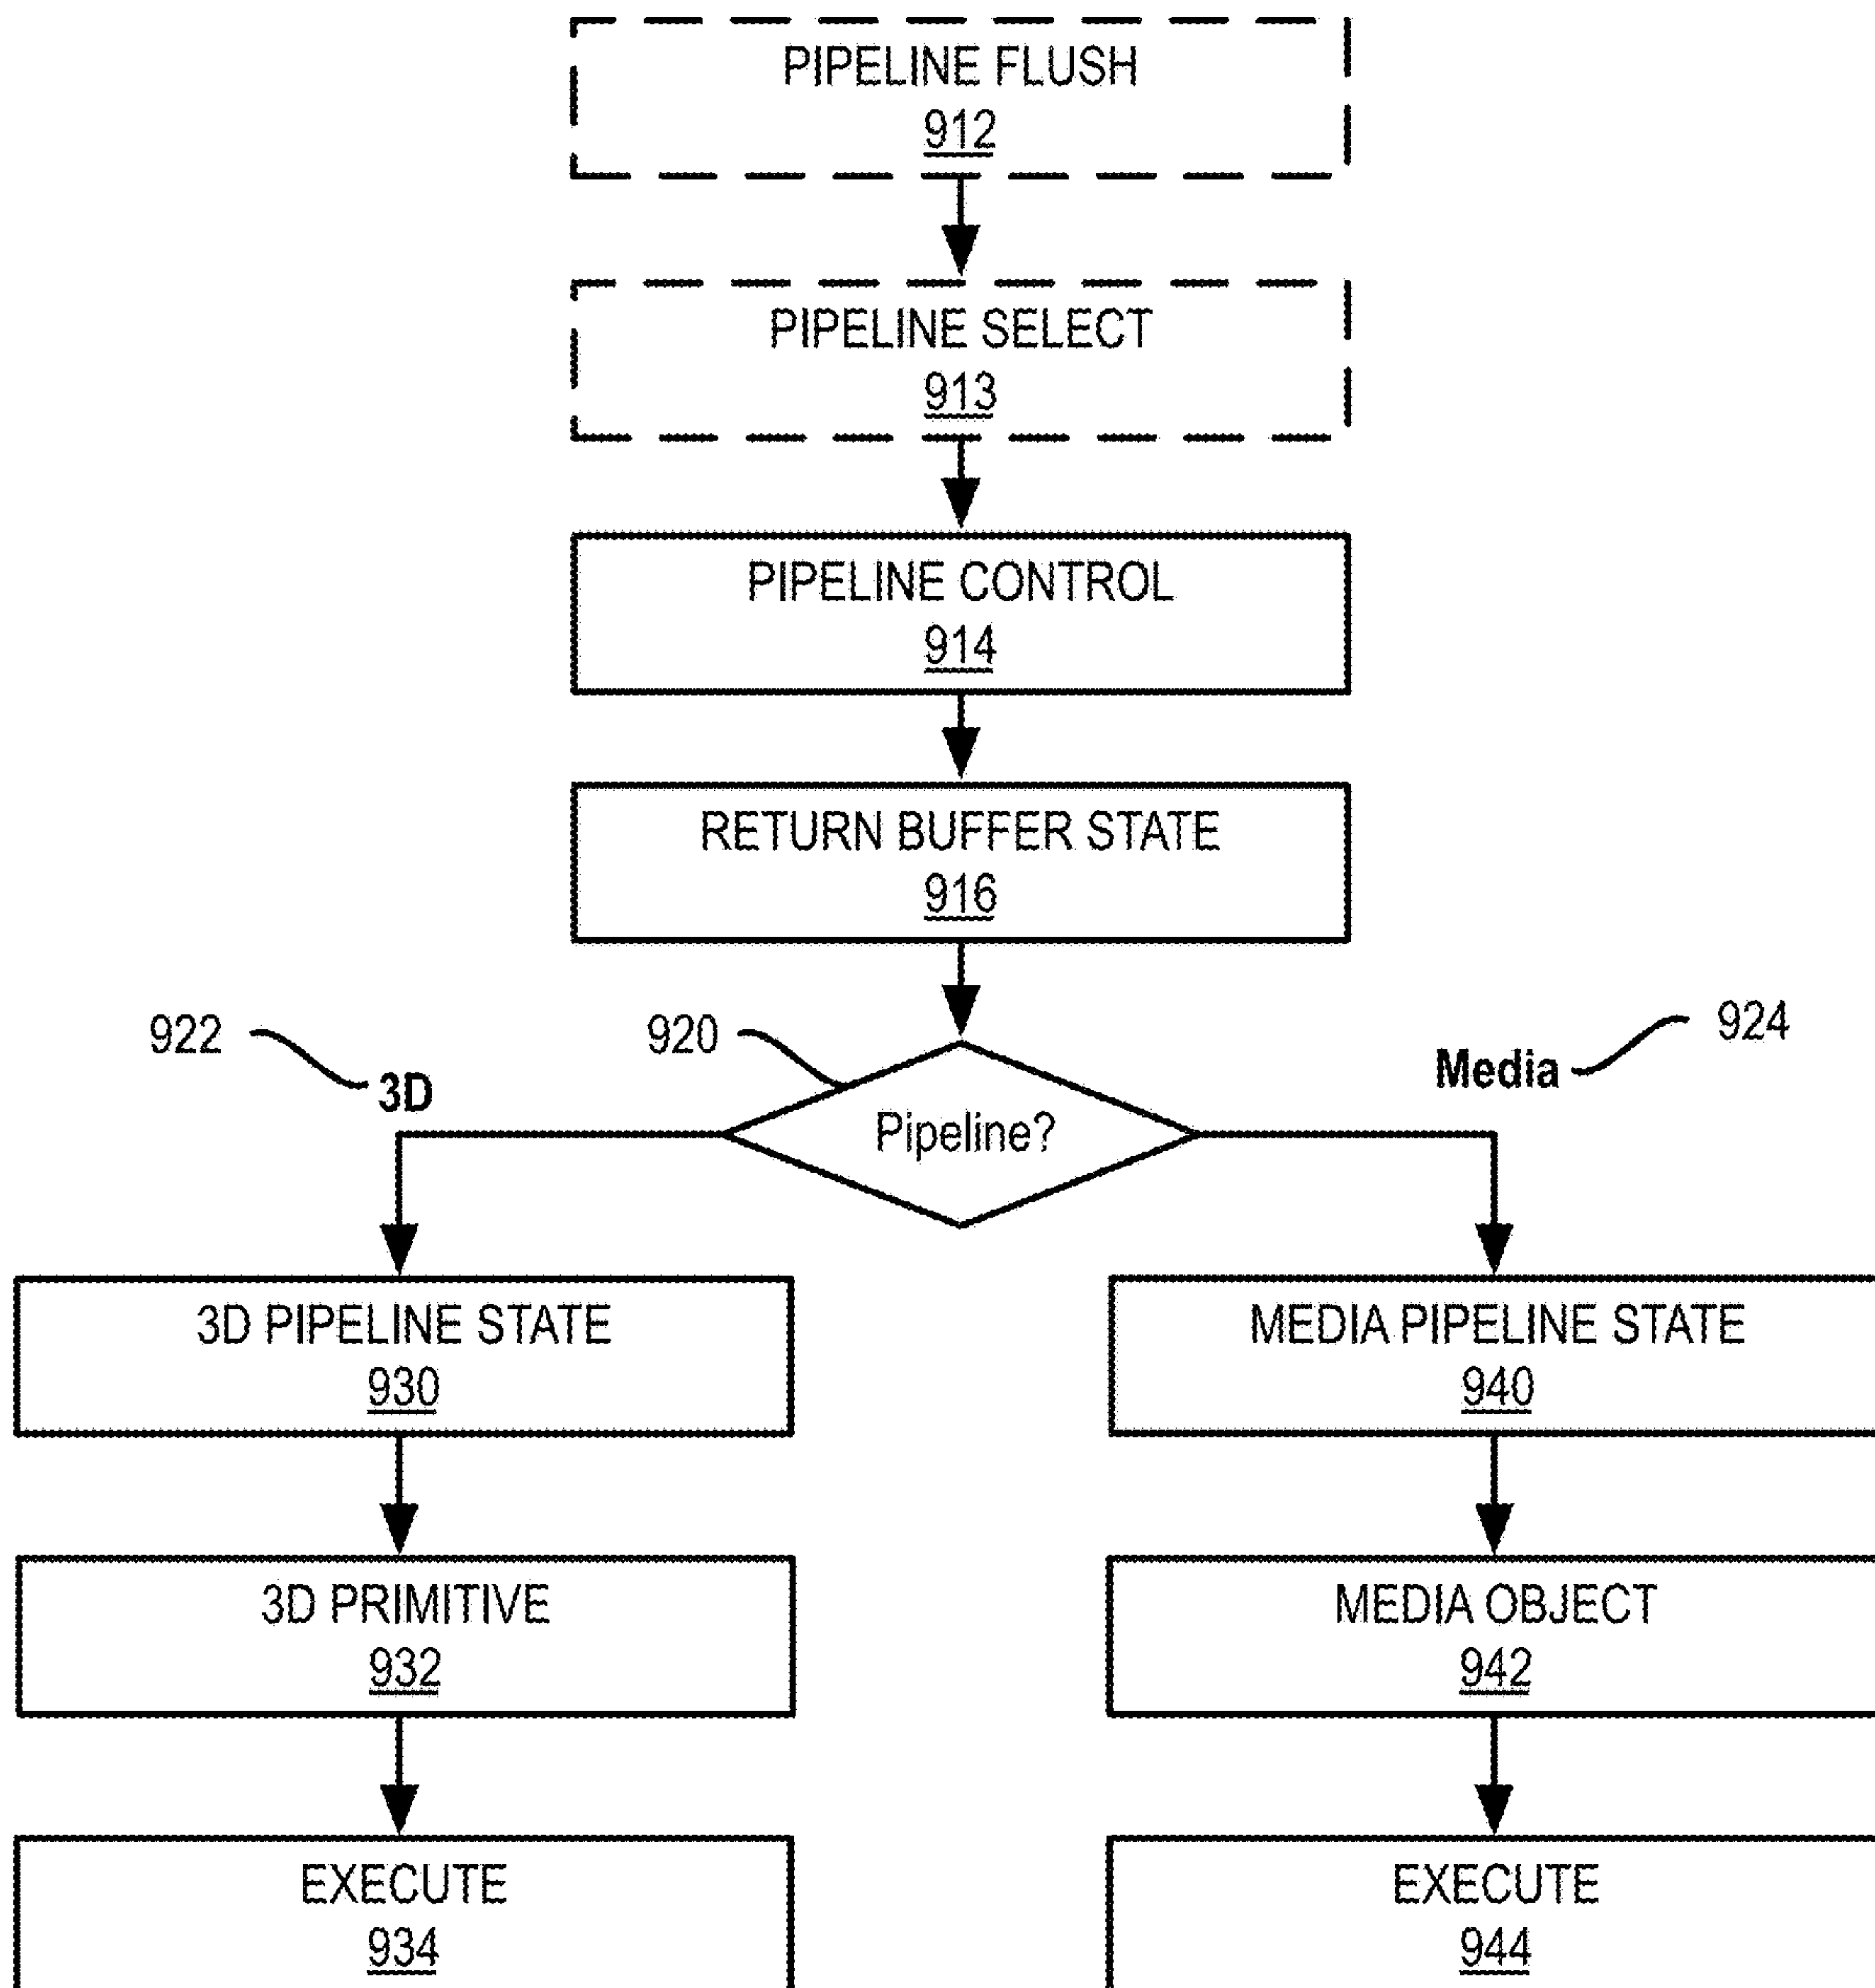 PIPELINE FLUSH
912
PIPELINE SELECT
913
PIPELINE CONTROL
914
RETURN BUFFER STATE
916
922
920
924
3D
Media
Pipeline?
3D PIPELINE STATE
930
MEDIA PIPELINE STATE
940
3D PRIMITIVE
932
MEDIA OBJECT
942
EXECUTE
934
EXECUTE
944